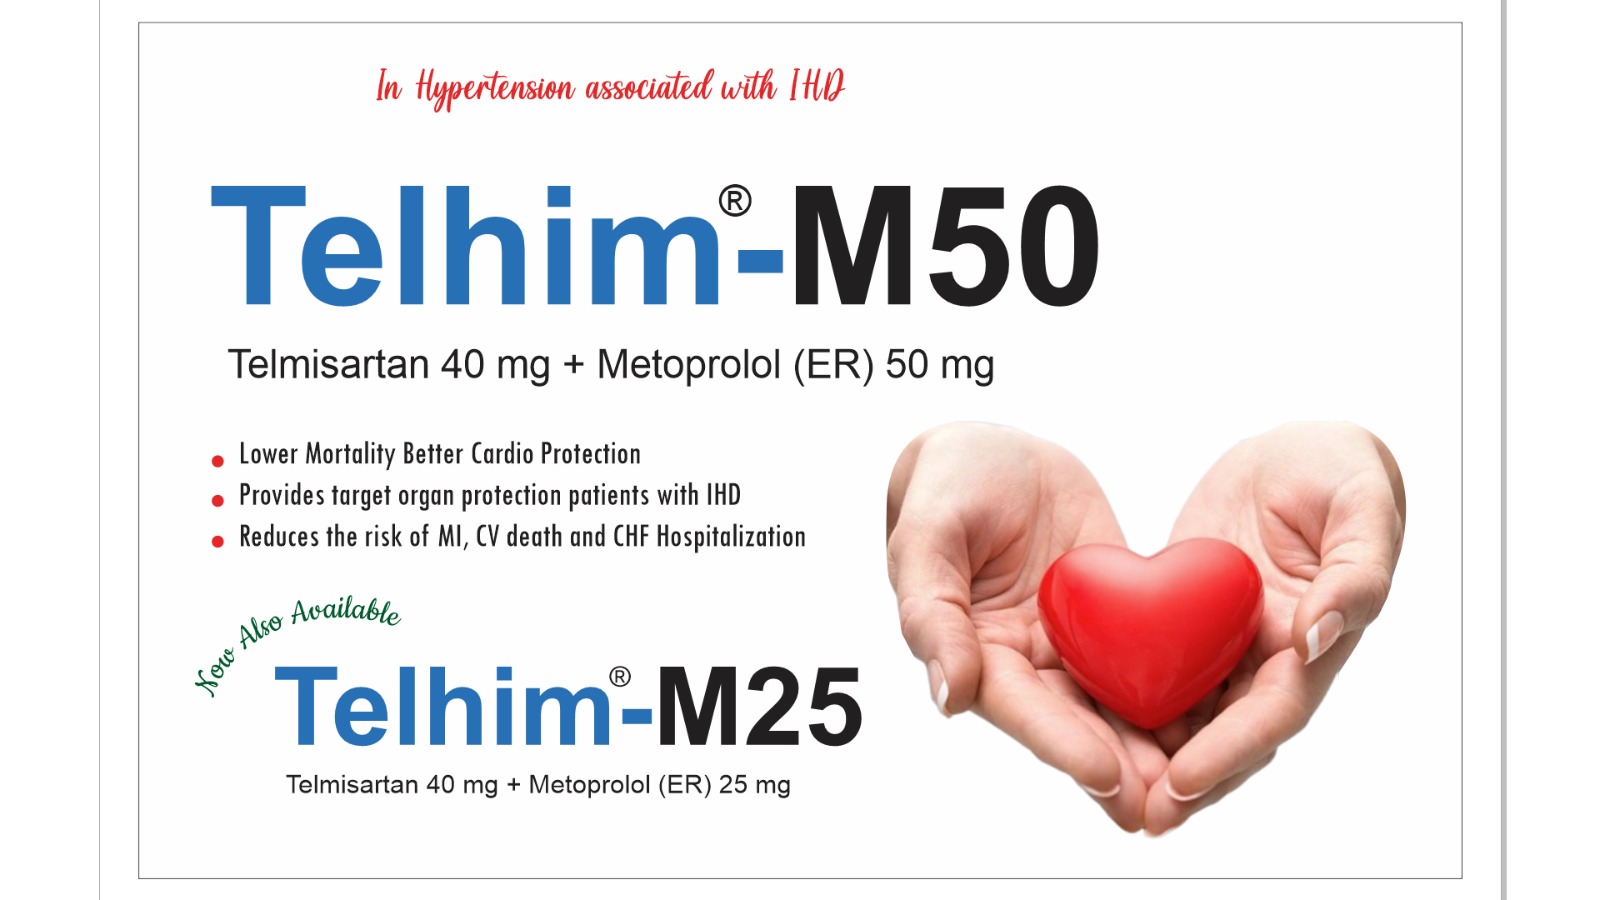 In Hypertension associated with IHD
Telhim®-M50
Telmisartan 40 mg + Metoprolol (ER) 50 mg
• Lower Mortality Better Cardio Protection
• Provides target organ protection patients with IHD
• Reduces the risk of MI, CV death and CHF Hospitalization
Now Also Available
Telhim®-M25
Telmisartan 40 mg + Metoprolol (ER) 25 mg